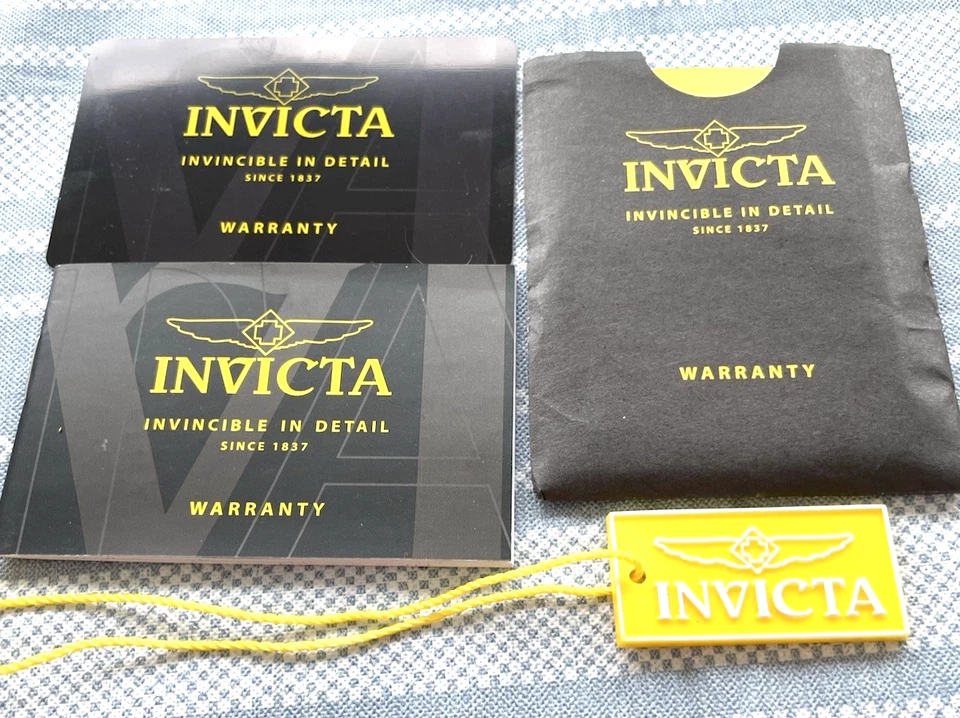 INVICTA
INVINCIBLE IN DETAIL
SINCE 1837
WARRANTY
INVICTA
INVINCIBLE IN DETAIL
SINCE 1837
WARRANTY
INVICTA
INVINCIBLE IN DETAIL
SINCE 1837
WARRANTY
INVICTA